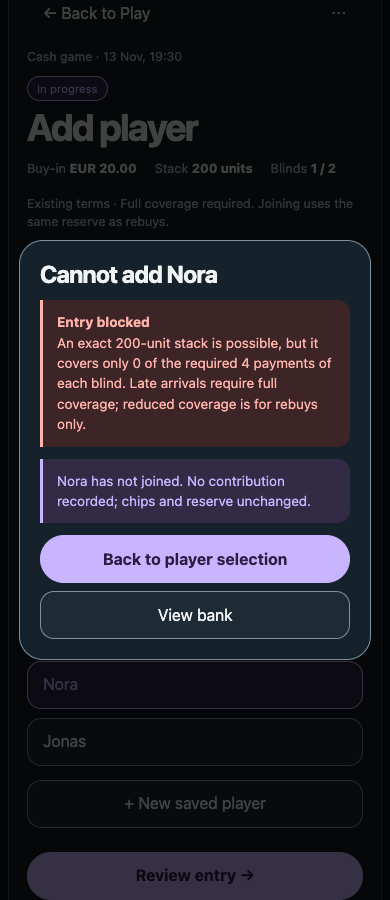 ← Back to Play
...
Cash game · 13 Nov, 19:30
In progress
Add player
Buy-in EUR 20.00 Stack 200 units Blinds 1 / 2
Existing terms · Full coverage required. Joining uses the
same reserve as rebuys.
Cannot add Nora
Entry blocked
An exact 200-unit stack is possible, but it
covers only 0 of the required 4 payments of
each blind. Late arrivals require full
coverage; reduced coverage is for rebuys
only.
Nora has not joined. No contribution
recorded; chips and reserve unchanged.
Back to player selection
View bank
Nora
Jonas
+ New saved player
Review entry →